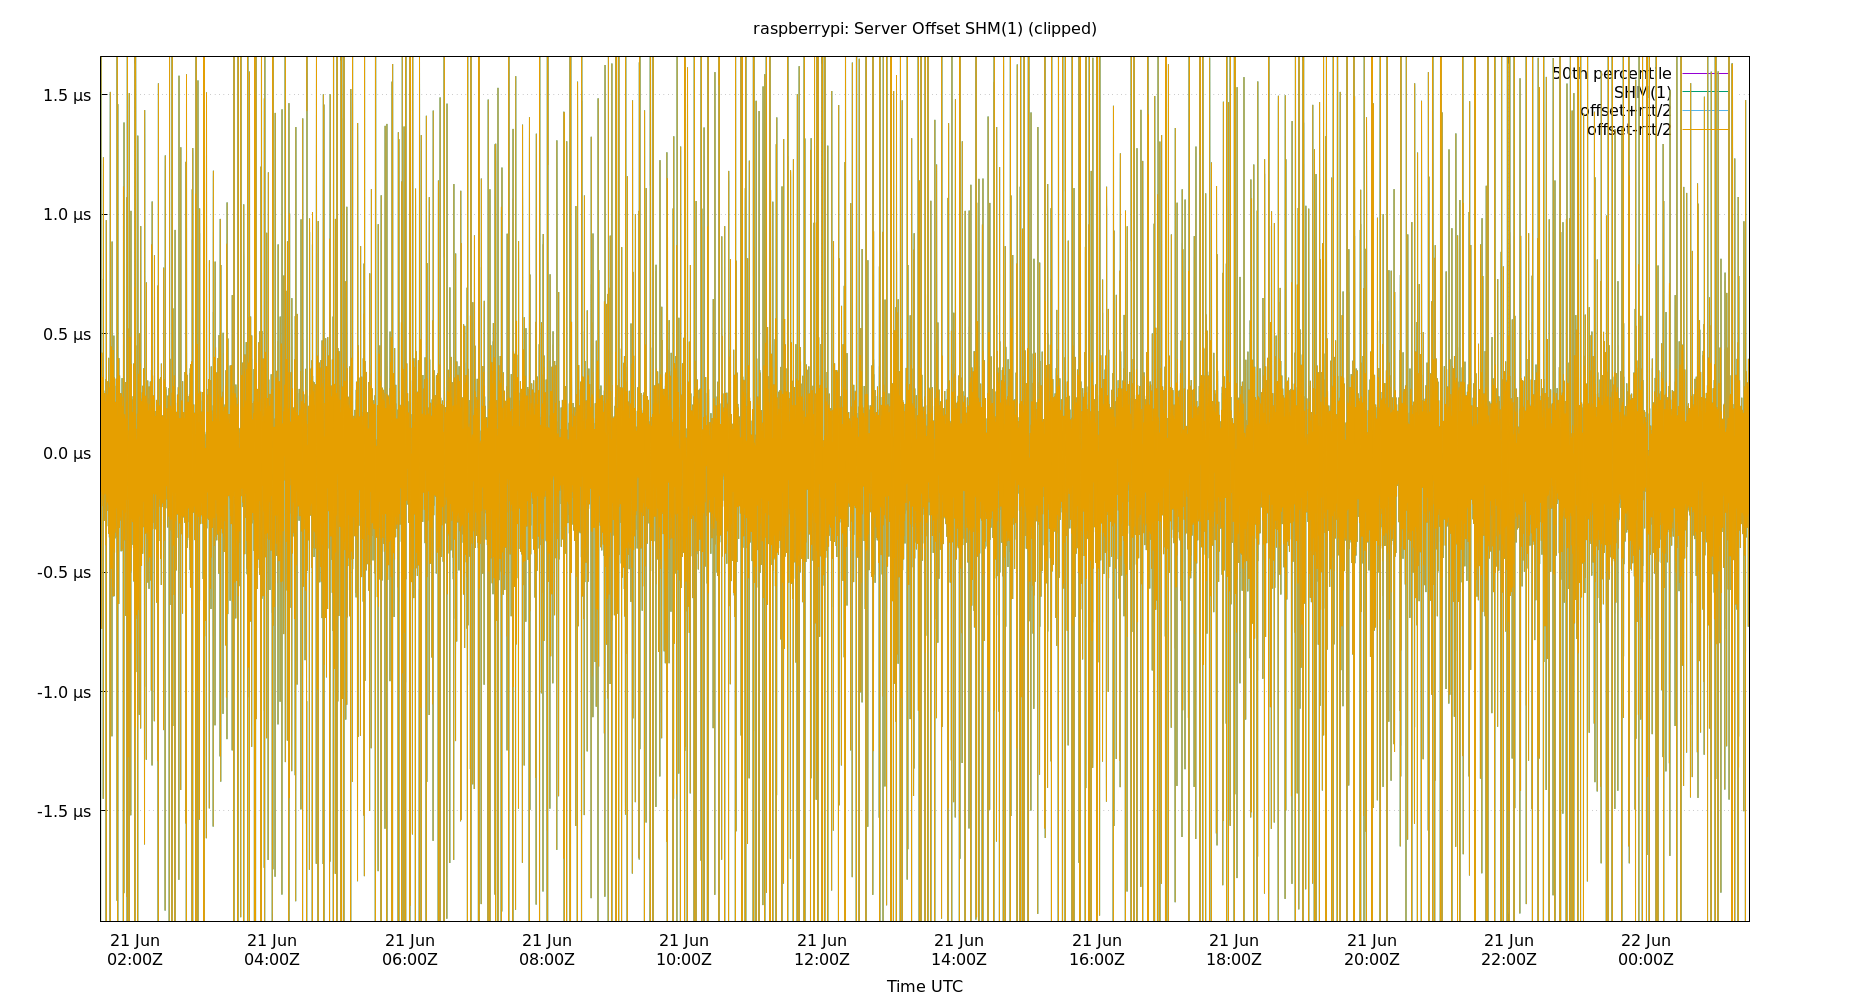 raspberrypi: Server Offset SHM(1) (clipped)
50th percentile
SHM(1)
offset+rtt/2
offset-rtt/2
1.5 µs
1.0 µs
0.5 µs
0.0 µs
-0.5 µs
-1.0 µs
-1.5 µs
21 Jun 21 Jun 21 Jun 21 Jun 21 Jun 21 Jun 21 Jun 21 Jun 21 Jun 21 Jun 21 Jun 22 Jun
02:00Z 04:00Z 06:00Z 08:00Z 10:00Z 12:00Z 14:00Z 16:00Z 18:00Z 20:00Z 22:00Z 00:00Z
Time UTC